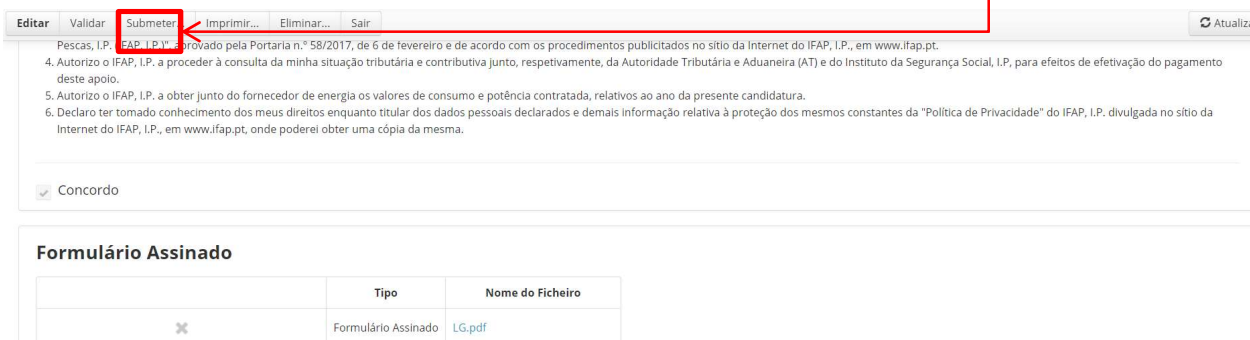 Editar Validar Submeter... Imprimir... Eliminar... Sair Atualiza
Pescas, I.P. (IFAP, I.P.)", aprovado pela Portaria n.º 58/2017, de 6 de fevereiro e de acordo com os procedimentos publicitados no sítio da Internet do IFAP, I.P., em www.ifap.pt.
4. Autorizo o IFAP, I.P. a proceder à consulta da minha situação tributária e contributiva junto, respetivamente, da Autoridade Tributária e Aduaneira (AT) e do Instituto da Segurança Social, I.P, para efeitos de efetivação do pagamento
deste apoio.
5. Autorizo o IFAP, I.P. a obter junto do fornecedor de energia os valores de consumo e potência contratada, relativos ao ano da presente candidatura.
6. Declaro ter tomado conhecimento dos meus direitos enquanto titular dos dados pessoais declarados e demais informação relativa à proteção dos mesmos constantes da "Política de Privacidade" do IFAP, I.P. divulgada no sítio da
Internet do IFAP, I.P., em www.ifap.pt, onde poderei obter uma cópia da mesma.
Concordo
Formulário Assinado
Tipo Nome do Ficheiro
Formulário Assinado LG.pdf